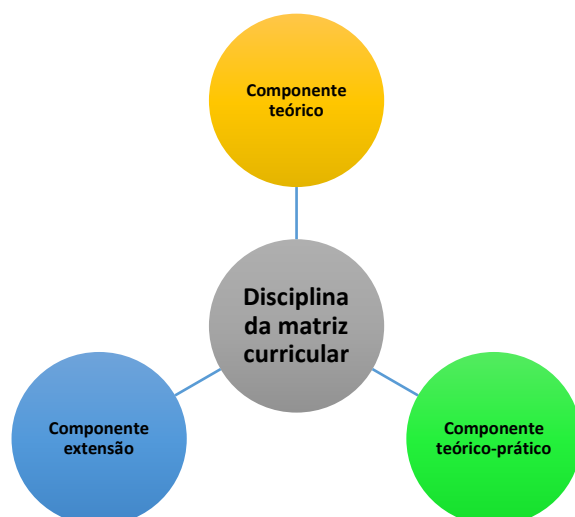 Componente
teórico
Disciplina
da matriz
curricular
Componente
extensão
Componente
teórico-prático